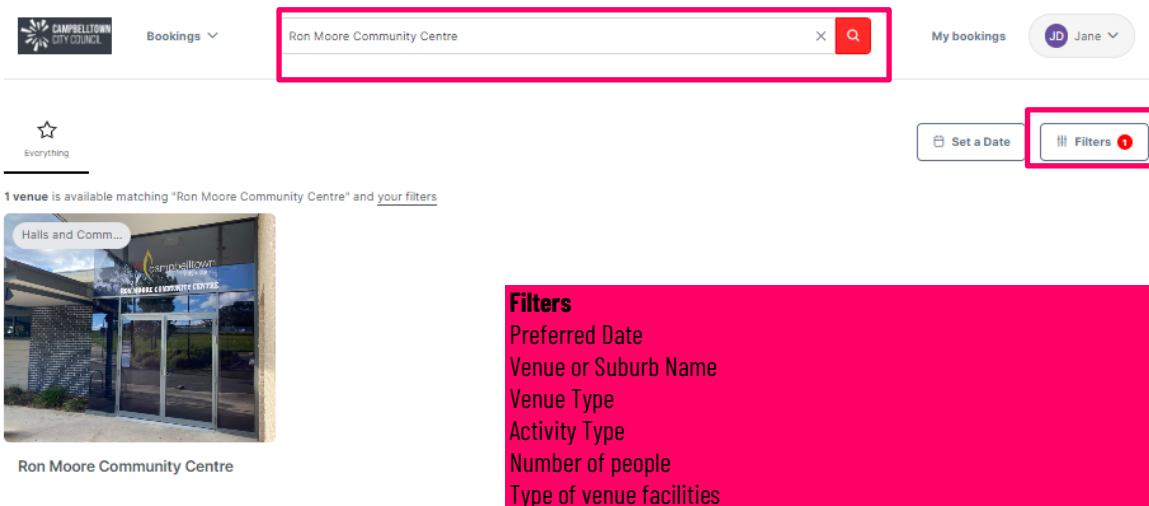 CAMPBELLTOWN
CITY COUNCIL
Bookings
Ron Moore Community Centre
My bookings
JD Jane
Everything
Set a Date
Filters 1
1 venue is available matching "Ron Moore Community Centre" and your filters
Halls and Comm...
campbelltown
RON MOORE COMMUNITY CENTRE
Ron Moore Community Centre
Filters
Preferred Date
Venue or Suburb Name
Venue Type
Activity Type
Number of people
Type of venue facilities